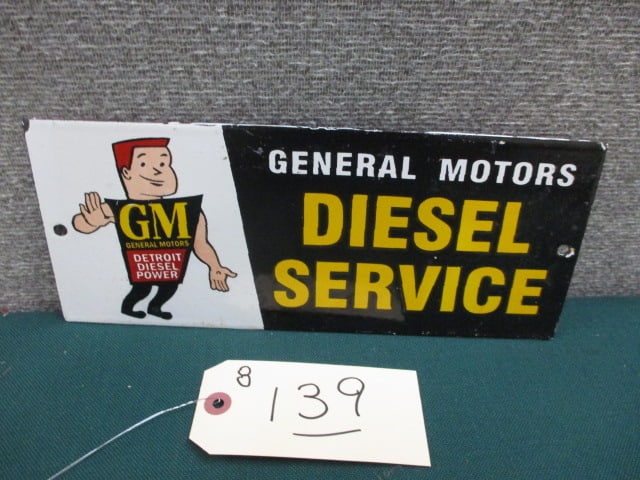 GM
GENERAL MOTORS
DETROIT
DIESEL
POWER
GENERAL MOTORS
DIESEL
SERVICE
8
139